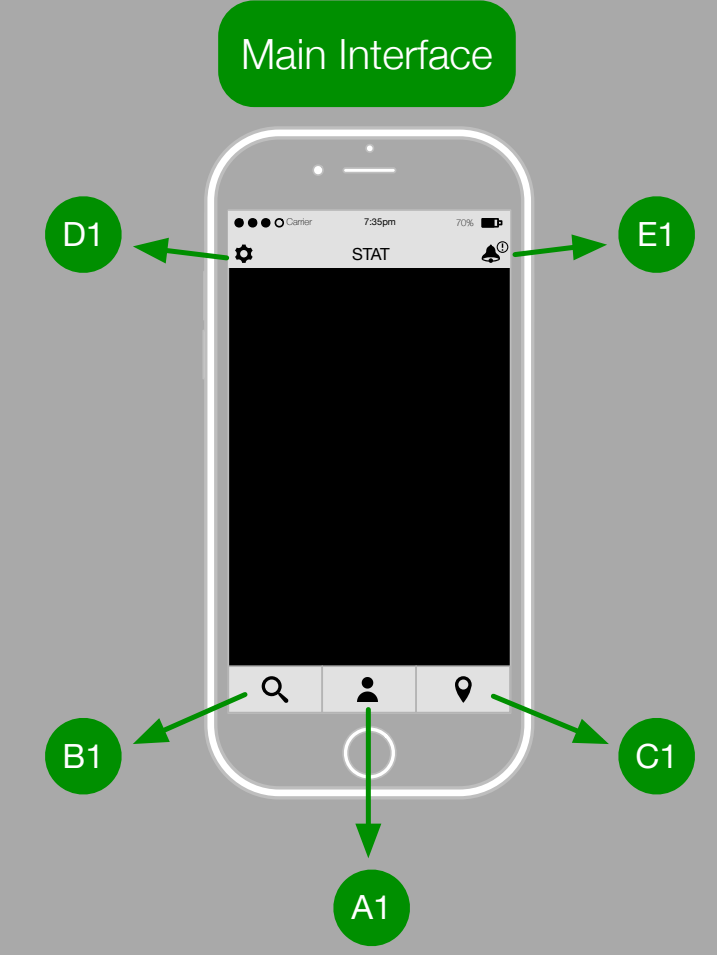 Main Interface
Carrier 7:35pm 70%
D1 STAT E1
B1 C1
A1